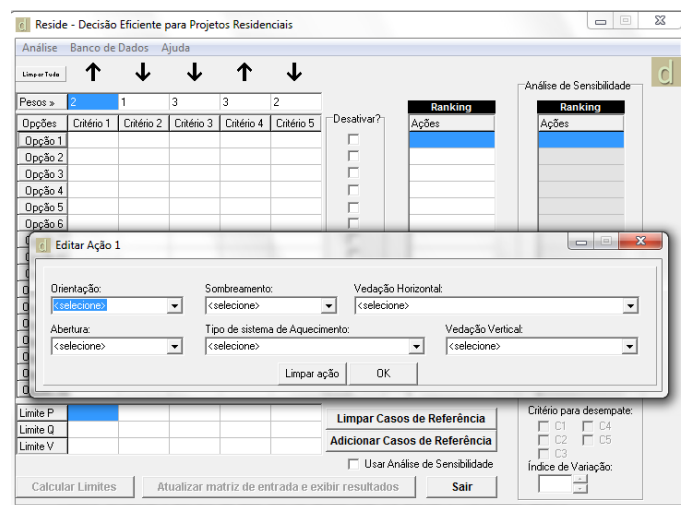 d Reside - Decisão Eficiente para Projetos Residenciais
Análise Banco de Dados Ajuda
Limpar Tudo
d
Análise de Sensibilidade
Pesos » 2 1 3 3 2
Ranking Ranking
Opções Critério 1 Critério 2 Critério 3 Critério 4 Critério 5 Desativar? Ações Ações
Opção 1
Opção 2
Opção 3
Opção 4
Opção 5
Opção 6
d Editar Ação 1
Orientação: Sombreamento: Vedação Horizontal:
<selecione> <selecione> <selecione>
Abertura: Tipo de sistema de Aquecimento: Vedação Vertical:
<selecione> <selecione> <selecione>
Limpar ação OK
Limite P
Limite Q
Limite V
Limpar Casos de Referência
Adicionar Casos de Referência
Usar Análise de Sensibilidade
Critério para desempate:
C1 C4
C2 C5
C3
Índice de Variação:
Calcular Limites Atualizar matriz de entrada e exibir resultados Sair